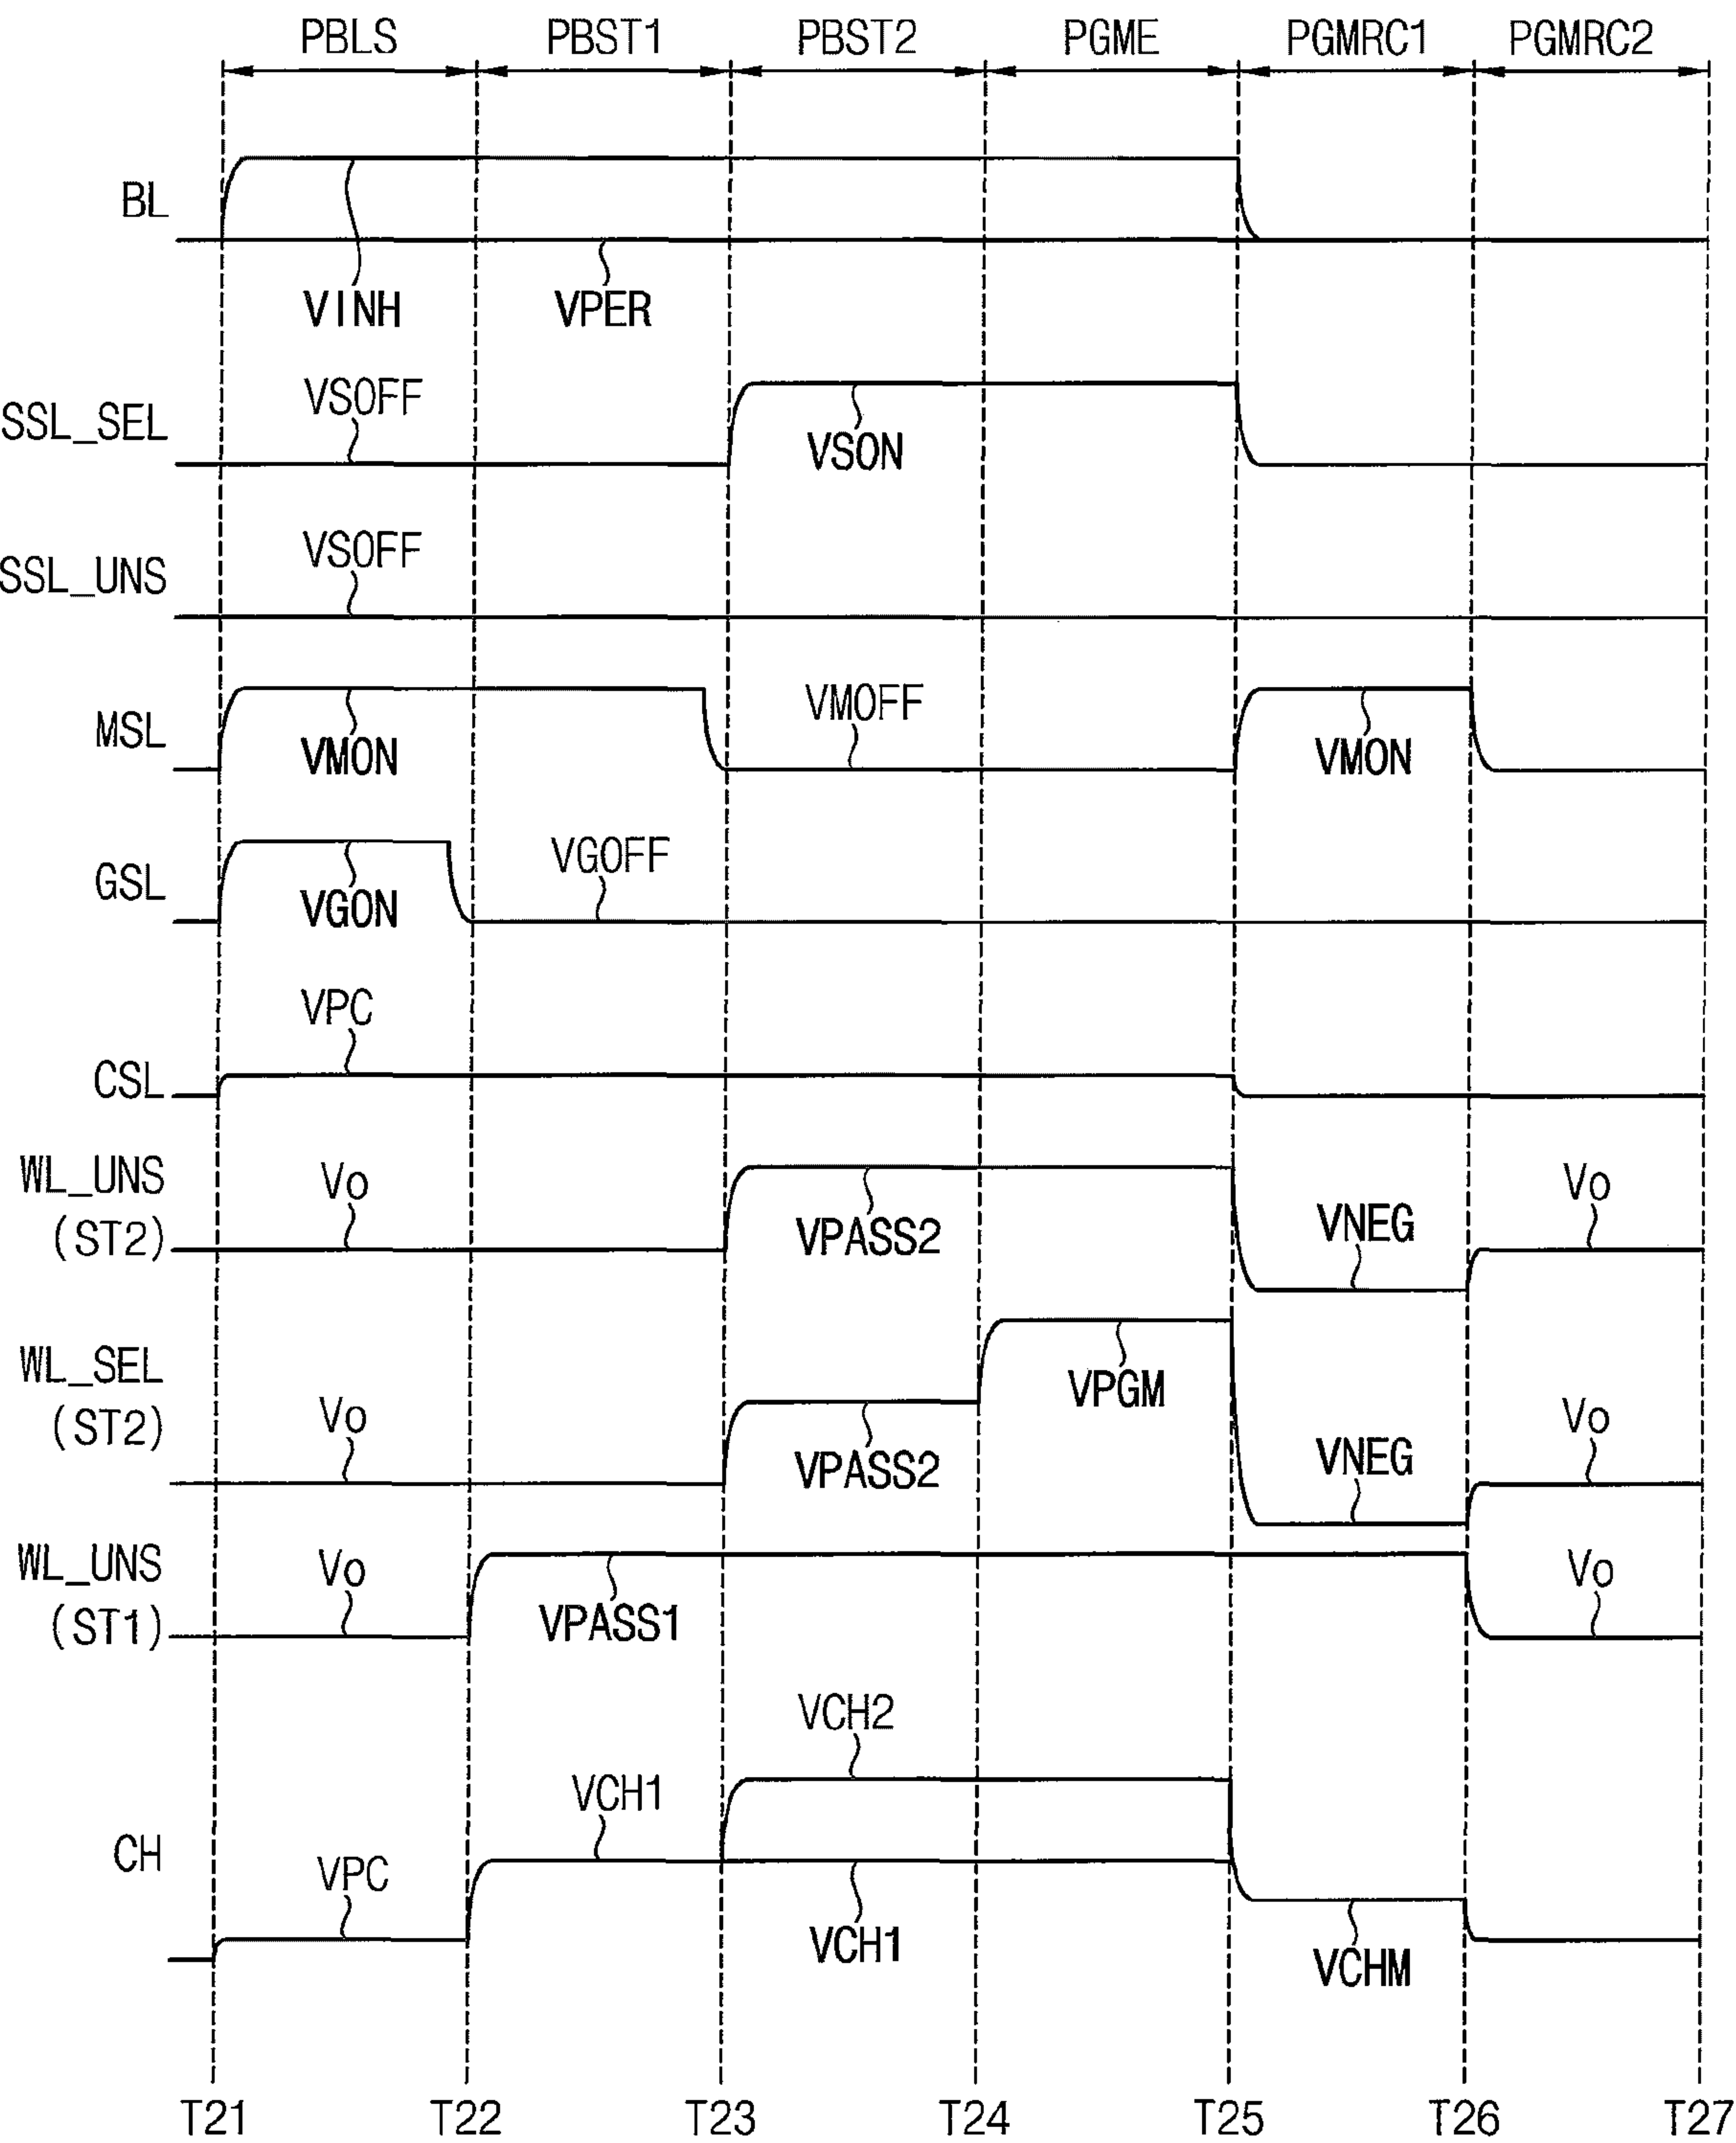 PBLS PBST1 PBST2 PGME PGMRC1 PGMRC2
BL
VINH VPER
SSL_SEL VSOFF VSON
SSL_UNS VSOFF
MSL VMON VMOFF VMON
GSL VGON VGOFF
CSL VPC
WL_UNS (ST2) Vo VPASS2 VNEG Vo
WL_SEL (ST2) Vo VPASS2 VPGM VNEG Vo
WL_UNS (ST1) Vo VPASS1 Vo
CH VPC VCH1 VCH2 VCH1 VCHM
T21 T22 T23 T24 T25 T26 T27